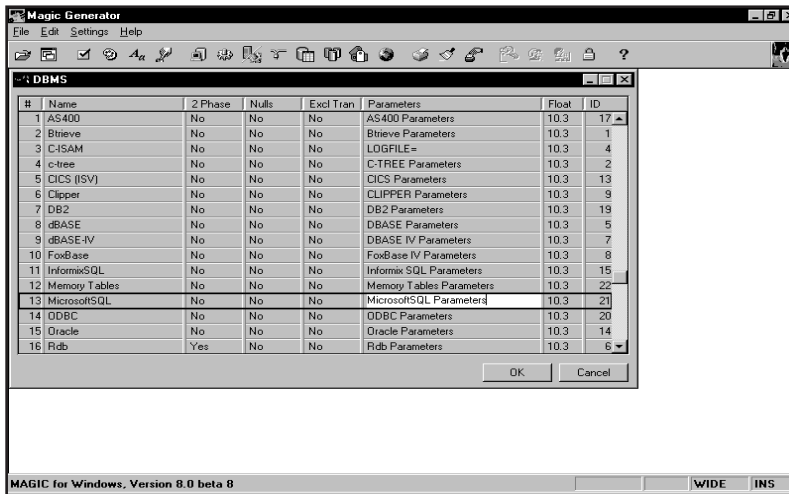 Magic Generator
File Edit Settings Help
?
DBMS
# Name 2 Phase Nulls Excl Tran Parameters Float ID
1 AS400 No No No AS400 Parameters 10.3 17
2 Btrieve No No No Btrieve Parameters 10.3 1
3 C-ISAM No No No LOGFILE= 10.3 4
4 c-tree No No No C-TREE Parameters 10.3 2
5 CICS (ISV) No No No CICS Parameters 10.3 13
6 Clipper No No No CLIPPER Parameters 10.3 9
7 DB2 No No No DB2 Parameters 10.3 19
8 dBASE No No No DBASE Parameters 10.3 5
9 dBASE-IV No No No DBASE IV Parameters 10.3 7
10 FoxBase No No No FoxBase IV Parameters 10.3 8
11 InformixSQL No No No Informix SQL Parameters 10.3 15
12 Memory Tables No No No Memory Tables Parameters 10.3 22
13 MicrosoftSQL No No No MicrosoftSQL Parameters 10.3 21
14 ODBC No No No ODBC Parameters 10.3 20
15 Oracle No No No Oracle Parameters 10.3 14
16 Rdb Yes No No Rdb Parameters 10.3 6
OK Cancel
MAGIC for Windows, Version 8.0 beta 8 WIDE INS